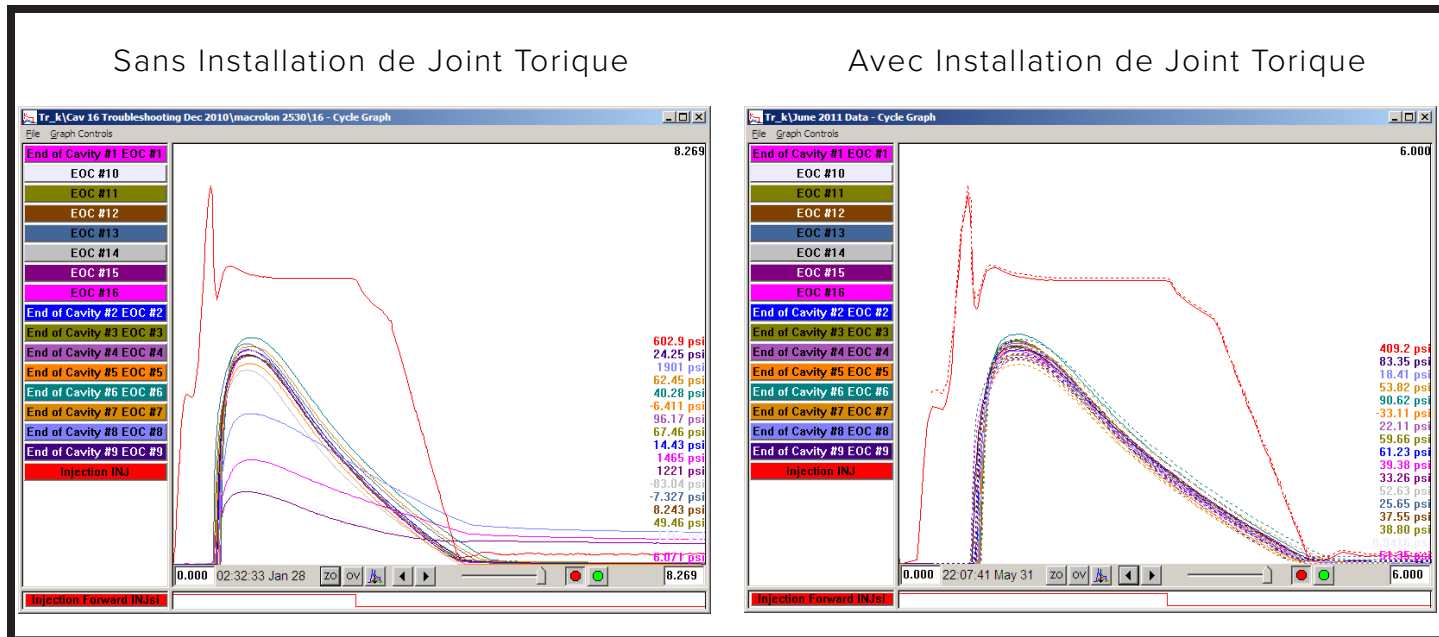 Sans Installation de Joint Torique
Tr_k\Cav 16 Troubleshooting Dec 2010\macrolon 2530\16 - Cycle Graph
File Graph Controls
End of Cavity #1 EOC #1
EOC #10
EOC #11
EOC #12
EOC #13
EOC #14
EOC #15
EOC #16
End of Cavity #2 EOC #2
End of Cavity #3 EOC #3
End of Cavity #4 EOC #4
End of Cavity #5 EOC #5
End of Cavity #6 EOC #6
End of Cavity #7 EOC #7
End of Cavity #8 EOC #8
End of Cavity #9 EOC #9
Injection INJ
8.269
602.9 psi
24.25 psi
1901 psi
62.45 psi
40.28 psi
-6.411 psi
96.17 psi
67.46 psi
14.43 psi
1465 psi
1221 psi
-83.04 psi
-7.327 psi
8.243 psi
49.46 psi
6.071 psi
0.000 02:32:33 Jan 28 ZO OV 8.269
Injection Forward INJsi
Avec Installation de Joint Torique
Tr_k\June 2011 Data - Cycle Graph
File Graph Controls
End of Cavity #1 EOC #1
EOC #10
EOC #11
EOC #12
EOC #13
EOC #14
EOC #15
EOC #16
End of Cavity #2 EOC #2
End of Cavity #3 EOC #3
End of Cavity #4 EOC #4
End of Cavity #5 EOC #5
End of Cavity #6 EOC #6
End of Cavity #7 EOC #7
End of Cavity #8 EOC #8
End of Cavity #9 EOC #9
Injection INJ
6.000
409.2 psi
83.35 psi
18.41 psi
53.82 psi
90.62 psi
-33.11 psi
22.11 psi
59.66 psi
61.23 psi
39.38 psi
33.26 psi
52.63 psi
25.65 psi
37.55 psi
38.80 psi
0.000 22:07:41 May 31 ZO OV 6.000
Injection Forward INJsi